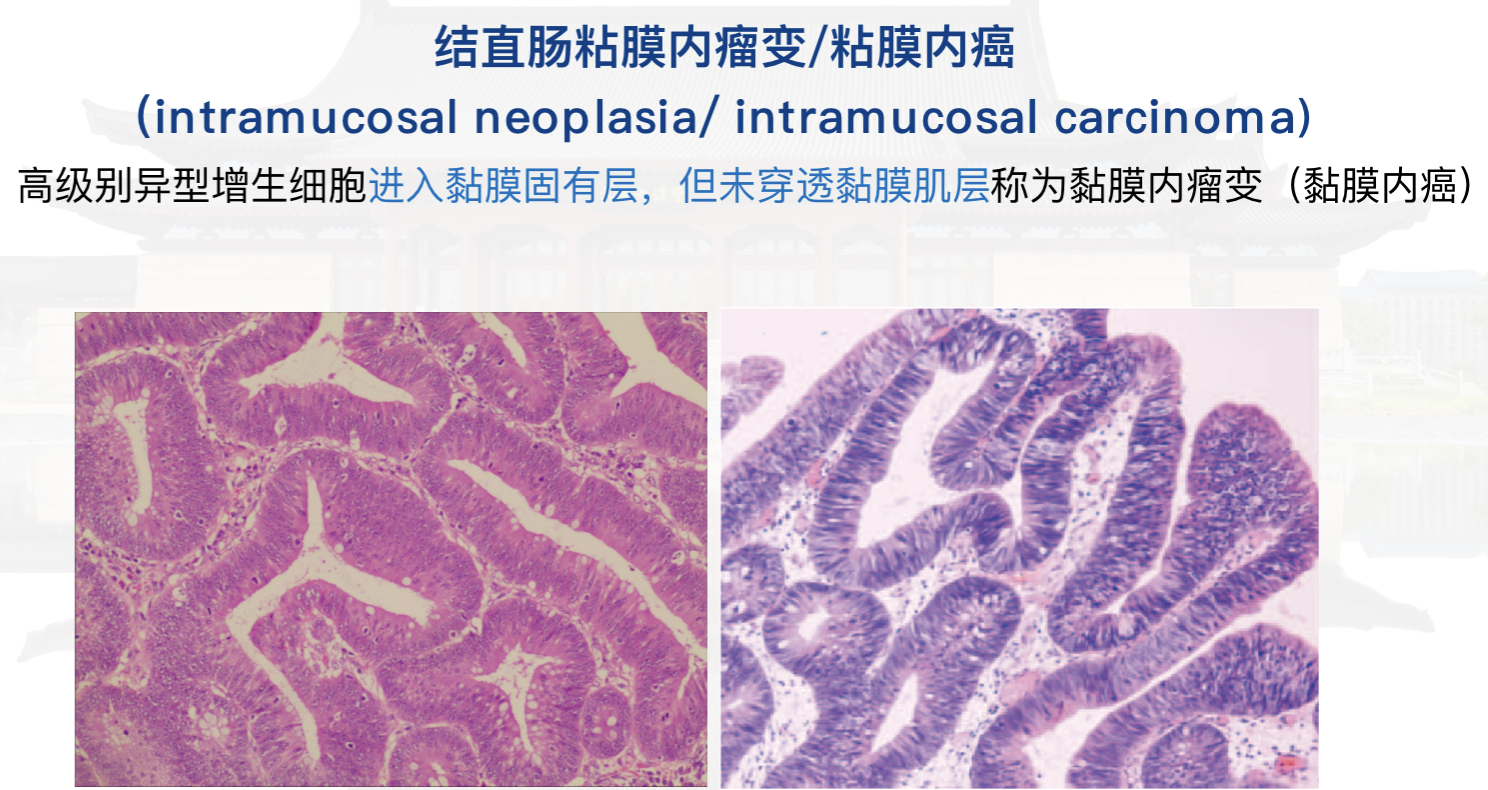 结直肠粘膜内瘤变/粘膜内癌
(intramucosal neoplasia/ intramucosal carcinoma)
高级别异型增生细胞进入黏膜固有层，但未穿透黏膜肌层称为黏膜内瘤变（黏膜内癌）